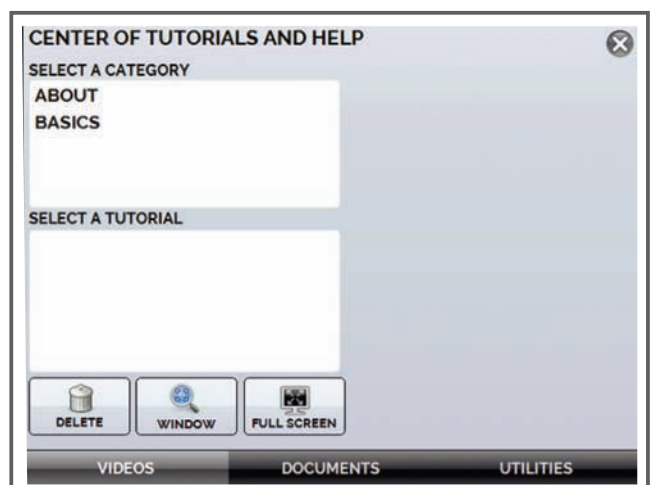 CENTER OF TUTORIALS AND HELP
SELECT A CATEGORY
ABOUT
BASICS
SELECT A TUTORIAL
DELETE WINDOW FULL SCREEN
VIDEOS DOCUMENTS UTILITIES